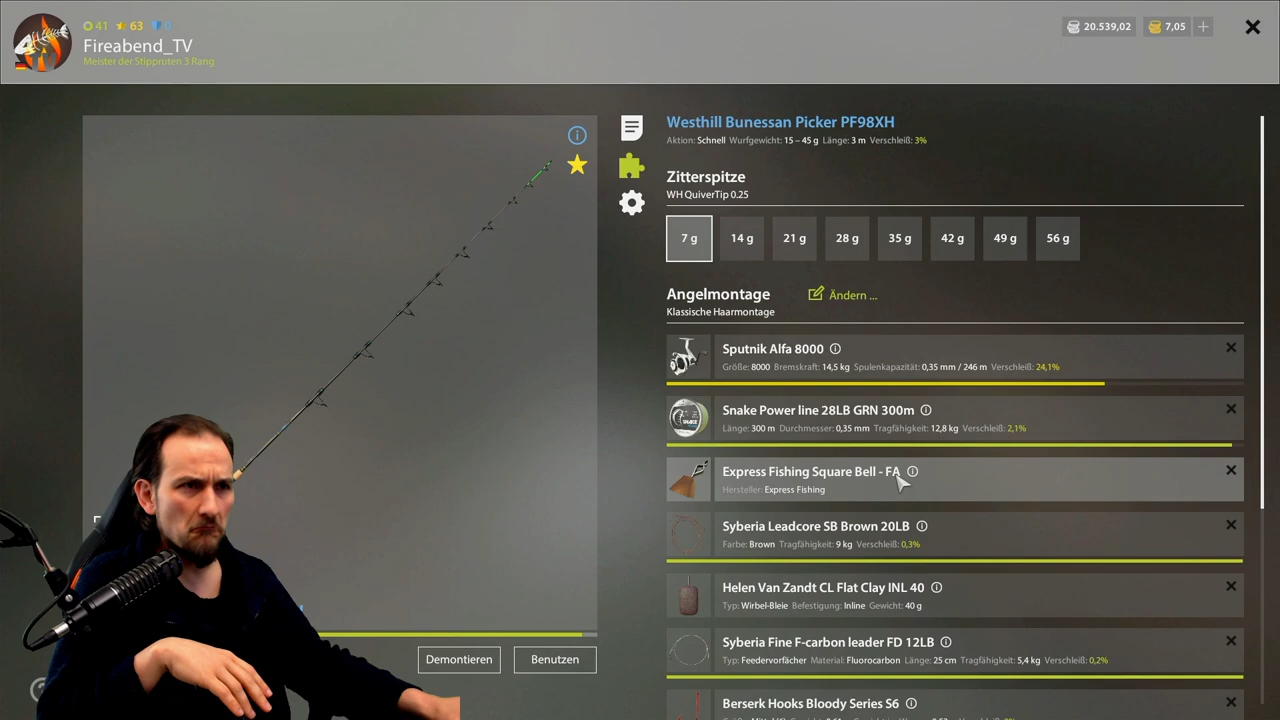 41 63 0
20.539,02 7,05
Fireabend_TV
Meister der Stippruten 3 Rang
Westhill Bunessan Picker PF98XH
Aktion: Schnell Wurfgewicht: 15 – 45 g Länge: 3 m Verschleiß: 3%
Zitterspitze
WH QuiverTip 0.25
7 g 14 g 21 g 28 g 35 g 42 g 49 g 56 g
Angelmontage Ändern ...
Klassische Haarmontage
Sputnik Alfa 8000
Größe: 8000 Bremskraft: 14,5 kg Spulenkapazität: 0,35 mm / 246 m Verschleiß: 24,1%
Snake Power line 28LB GRN 300m
Länge: 300 m Durchmesser: 0,35 mm Tragfähigkeit: 12,8 kg Verschleiß: 2,1%
Express Fishing Square Bell - FA
Hersteller: Express Fishing
Syberia Leadcore SB Brown 20LB
Farbe: Brown Tragfähigkeit: 9 kg Verschleiß: 0,3%
Helen Van Zandt CL Flat Clay INL 40
Typ: Wirbel-Bleie Befestigung: Inline Gewicht: 40 g
Syberia Fine F-carbon leader FD 12LB
Typ: Feedervorfächer Material: Fluorocarbon Länge: 25 cm Tragfähigkeit: 5,4 kg Verschleiß: 0,2%
Berserk Hooks Bloody Series S6
Demontieren Benutzen